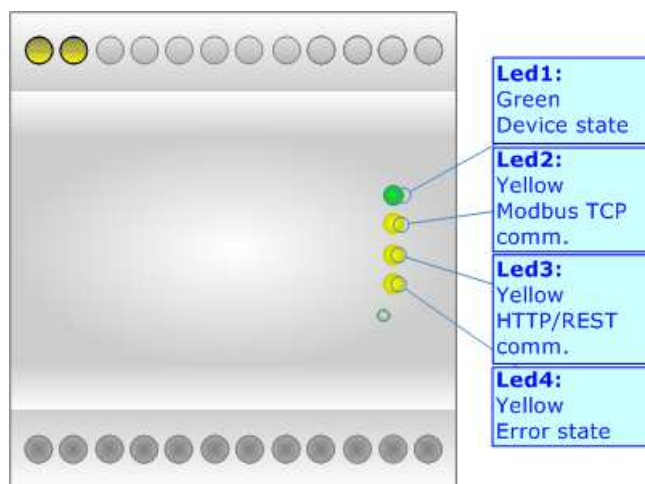 Led1:
Green
Device state
Led2:
Yellow
Modbus TCP
comm.
Led3:
Yellow
HTTP/REST
comm.
Led4:
Yellow
Error state